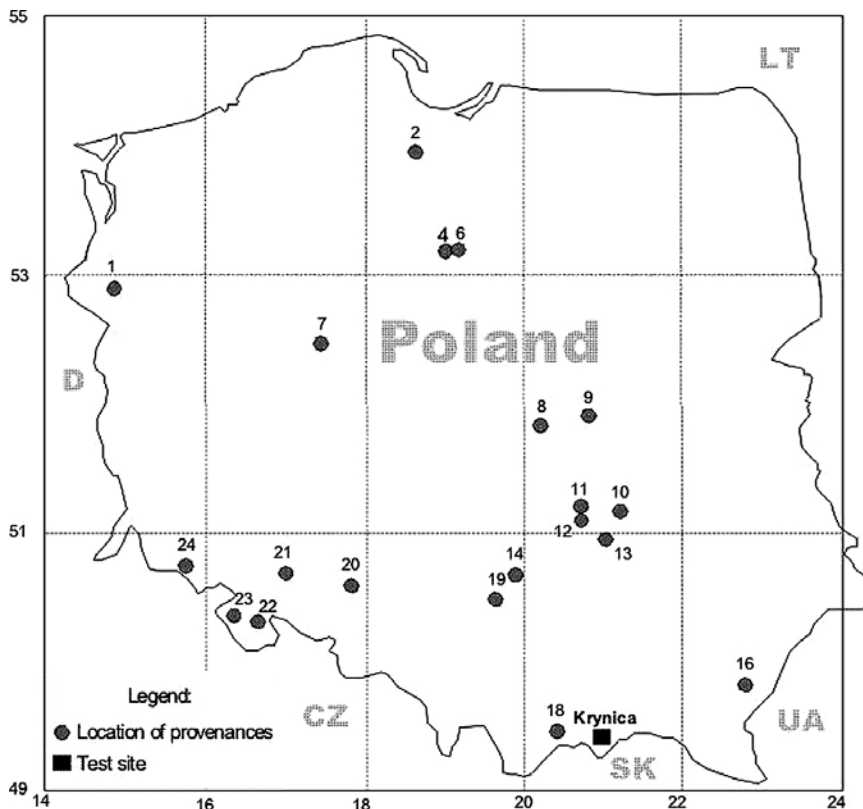 55
LT
2
4 6
53
1
7
Poland
D
8
9
11
10
51
12
13
24
21
20
14
19
23
22
16
Legend:
CZ
18
Krynica
UA
Location of provenances
Test site
SK
49
14
16
18
20
22
24